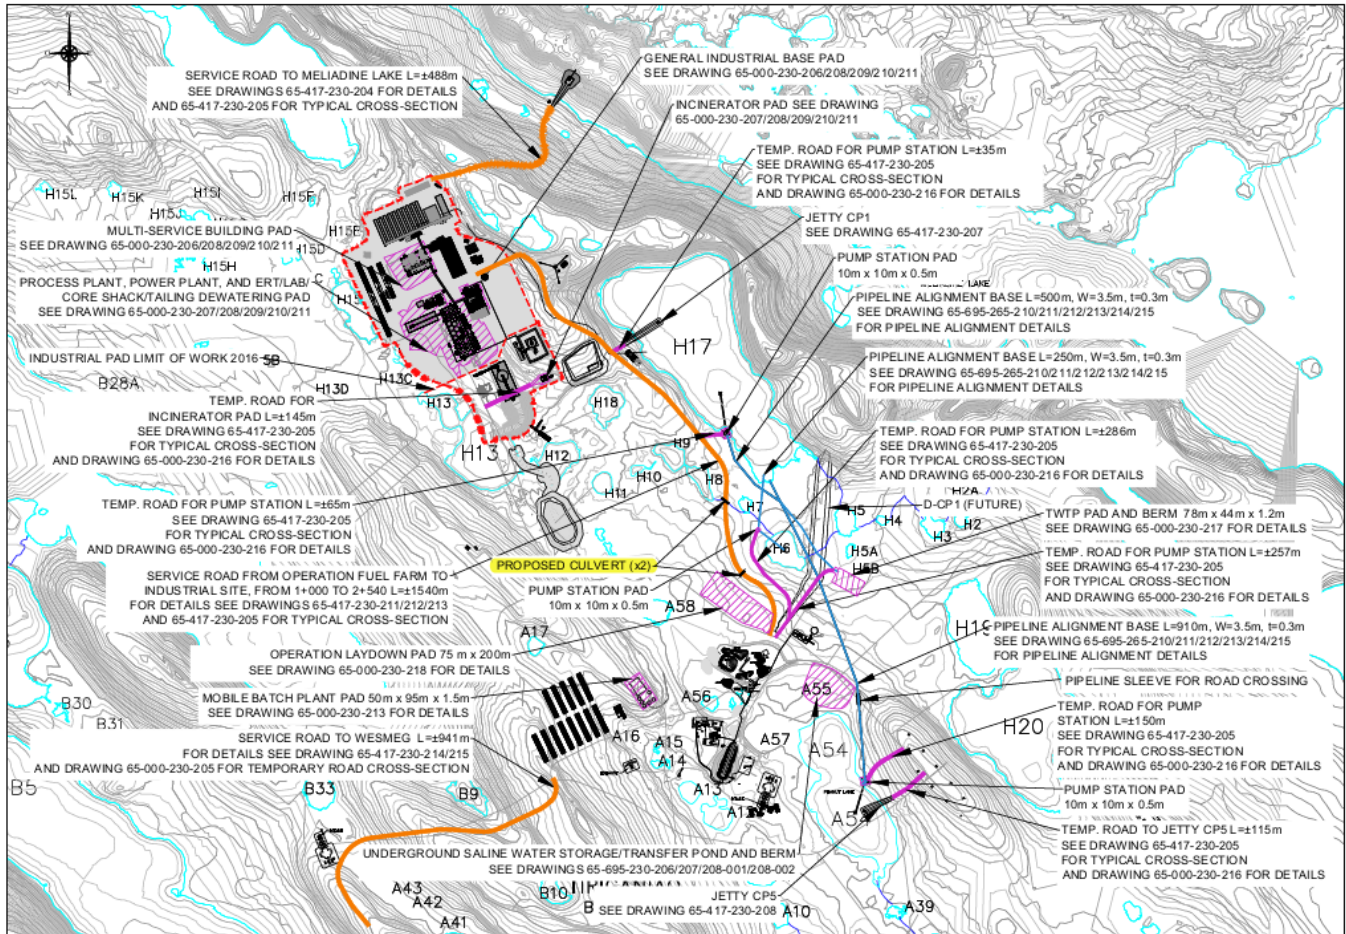 SERVICE ROAD TO MELIADINE LAKE L=±488m
SEE DRAWINGS 65-417-230-204 FOR DETAILS
AND 65-417-230-205 FOR TYPICAL CROSS-SECTION
GENERAL INDUSTRIAL BASE PAD
SEE DRAWING 65-000-230-206/208/209/210/211
INCINERATOR PAD SEE DRAWING
65-000-230-207/208/209/210/211
TEMP. ROAD FOR PUMP STATION L=±35m
SEE DRAWING 65-417-230-205
FOR TYPICAL CROSS-SECTION
AND DRAWING 65-000-230-216 FOR DETAILS
JETTY CP1
SEE DRAWING 65-417-230-207
PUMP STATION PAD
10m x 10m x 0.5m
LAKE
PIPELINE ALIGNMENT BASE L=500m, W=3.5m, t=0.3m
SEE DRAWINGS 65-695-265-210/211/212/213/214/215
FOR PIPELINE ALIGNMENT DETAILS
PIPELINE ALIGNMENT BASE L=250m, W=3.5m, t=0.3m
SEE DRAWINGS 65-695-265-210/211/212/213/214/215
FOR PIPELINE ALIGNMENT DETAILS
TEMP. ROAD FOR PUMP STATION L=±286m
SEE DRAWING 65-417-230-205
FOR TYPICAL CROSS-SECTION
AND DRAWING 65-000-230-216 FOR DETAILS
D-CP1 (FUTURE)
TWTP PAD AND BERM 78m x 44m x 1.2m
SEE DRAWING 65-000-230-217 FOR DETAILS
TEMP. ROAD FOR PUMP STATION L=±257m
SEE DRAWING 65-417-230-205
FOR TYPICAL CROSS-SECTION
AND DRAWING 65-000-230-216 FOR DETAILS
PIPELINE ALIGNMENT BASE L=910m, W=3.5m, t=0.3m
SEE DRAWINGS 65-695-265-210/211/212/213/214/215
FOR PIPELINE ALIGNMENT DETAILS
PIPELINE SLEEVE FOR ROAD CROSSING
TEMP. ROAD FOR PUMP
STATION L=±150m
SEE DRAWING 65-417-230-205
FOR TYPICAL CROSS-SECTION
AND DRAWING 65-000-230-216 FOR DETAILS
PUMP STATION PAD
10m x 10m x 0.5m
TEMP. ROAD TO JETTY CP5 L=±115m
SEE DRAWING 65-417-230-205
FOR TYPICAL CROSS-SECTION
AND DRAWING 65-000-230-216 FOR DETAILS
H15L
H15K
H15I
H15J
H15F
H15E
MULTI-SERVICE BUILDING PAD
SEE DRAWING 65-000-230-206/208/209/210/211
H15D
H15H
PROCESS PLANT, POWER PLANT, AND ERT/LAB/
CORE SHACK/TAILING DEWATERING PAD
SEE DRAWING 65-000-230-207/208/209/210/211
INDUSTRIAL PAD LIMIT OF WORK 2016
B28A
H13D
H13C
H13
TEMP. ROAD FOR
INCINERATOR PAD L=±145m
SEE DRAWING 65-417-230-205
FOR TYPICAL CROSS-SECTION
AND DRAWING 65-000-230-216 FOR DETAILS
H13
H12
H18
H17
H9
H10
H11
H8
H7
H6
H5
H4
H2A
H2
H3
H5A
H5B
TEMP. ROAD FOR PUMP STATION L=±65m
SEE DRAWING 65-417-230-205
FOR TYPICAL CROSS-SECTION
AND DRAWING 65-000-230-216 FOR DETAILS
PROPOSED CULVERT (x2)
SERVICE ROAD FROM OPERATION FUEL FARM TO
INDUSTRIAL SITE, FROM 1+000 TO 2+540 L=±1540m
FOR DETAILS SEE DRAWINGS 65-417-230-211/212/213
AND 65-417-230-205 FOR TYPICAL CROSS-SECTION
PUMP STATION PAD
10m x 10m x 0.5m
A58
A17
OPERATION LAYDOWN PAD 75 m x 200m
SEE DRAWING 65-000-230-218 FOR DETAILS
MOBILE BATCH PLANT PAD 50m x 95m x 1.5m
SEE DRAWING 65-000-230-213 FOR DETAILS
SERVICE ROAD TO WESMEG L=±941m
FOR DETAILS SEE DRAWING 65-417-230-214/215
AND DRAWING 65-000-230-205 FOR TEMPORARY ROAD CROSS-SECTION
B30
B31
B5
B33
B9
A16
A15
A14
A13
A56
A57
A55
A54
H19
H20
UNDERGROUND SALINE WATER STORAGE/TRANSFER POND AND BERM
SEE DRAWINGS 65-695-230-206/207/208-001/208-002
JETTY CP5
SEE DRAWING 65-417-230-208
A43
A42
A41
B10
A10
A39